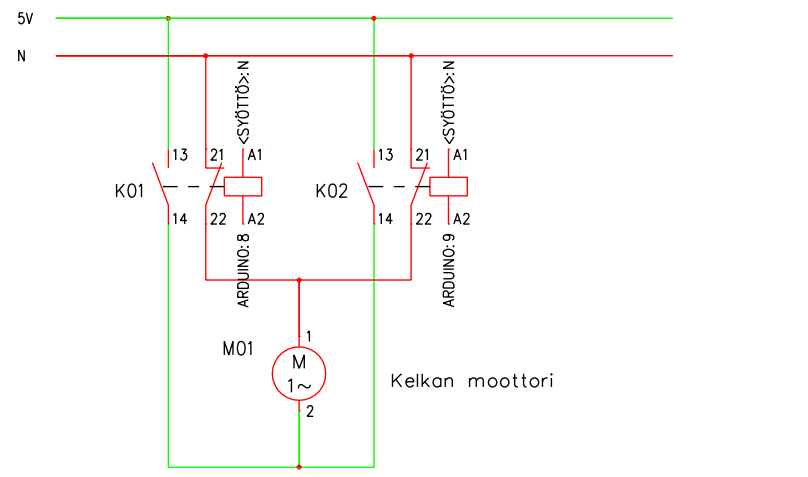 5V
N
<SYÖTTÖ>:N
<SYÖTTÖ>:N
13
21
A1
13
21
A1
K01
K02
14
22
A2
14
22
A2
ARDUINO:8
ARDUINO:9
1
M01
M
1~
2
Kelkan moottori